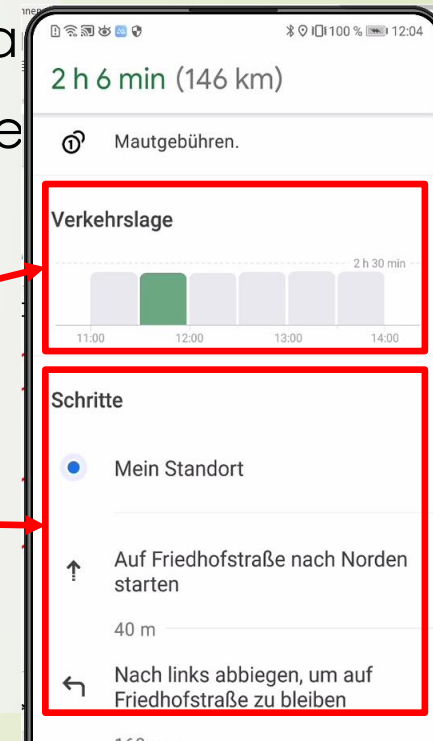 100 % 12:04
2 h 6 min (146 km)
Mautgebühren.
Verkehrslage
2 h 30 min
11:00 12:00 13:00 14:00
Schritte
Mein Standort
Auf Friedhofstraße nach Norden
starten
40 m
Nach links abbiegen, um auf
Friedhofstraße zu bleiben